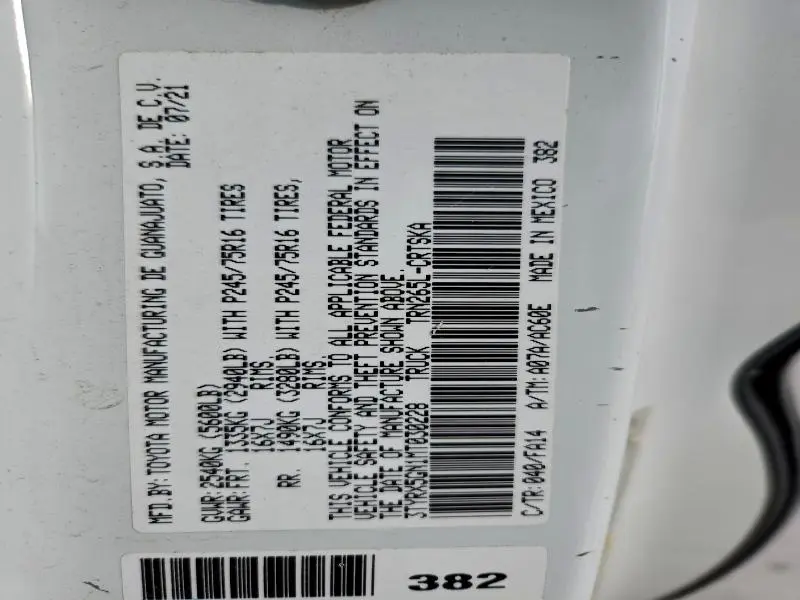 MFD.BY: TOYOTA MOTOR MANUFACTURING DE GUANAJUATO, S.A. DE C.V.
DATE: 07/21
GVWR: 2540KG (5600LB)
GAWR: FRT. 1335KG (2940LB) WITH P245/75R16 TIRES
16X7J RIMS
RR. 1490KG (3280LB) WITH P245/75R16 TIRES,
16X7J RIMS
THIS VEHICLE CONFORMS TO ALL APPLICABLE FEDERAL MOTOR
VEHICLE SAFETY AND THEFT PREVENTION STANDARDS IN EFFECT ON
THE DATE OF MANUFACTURE SHOWN ABOVE.
3TYRX5GN1MT030228 TRUCK TRN265L-CRTSKA
C/TR: 040/FA14 A/TM: A07A/AC60E MADE IN MEXICO 382
382